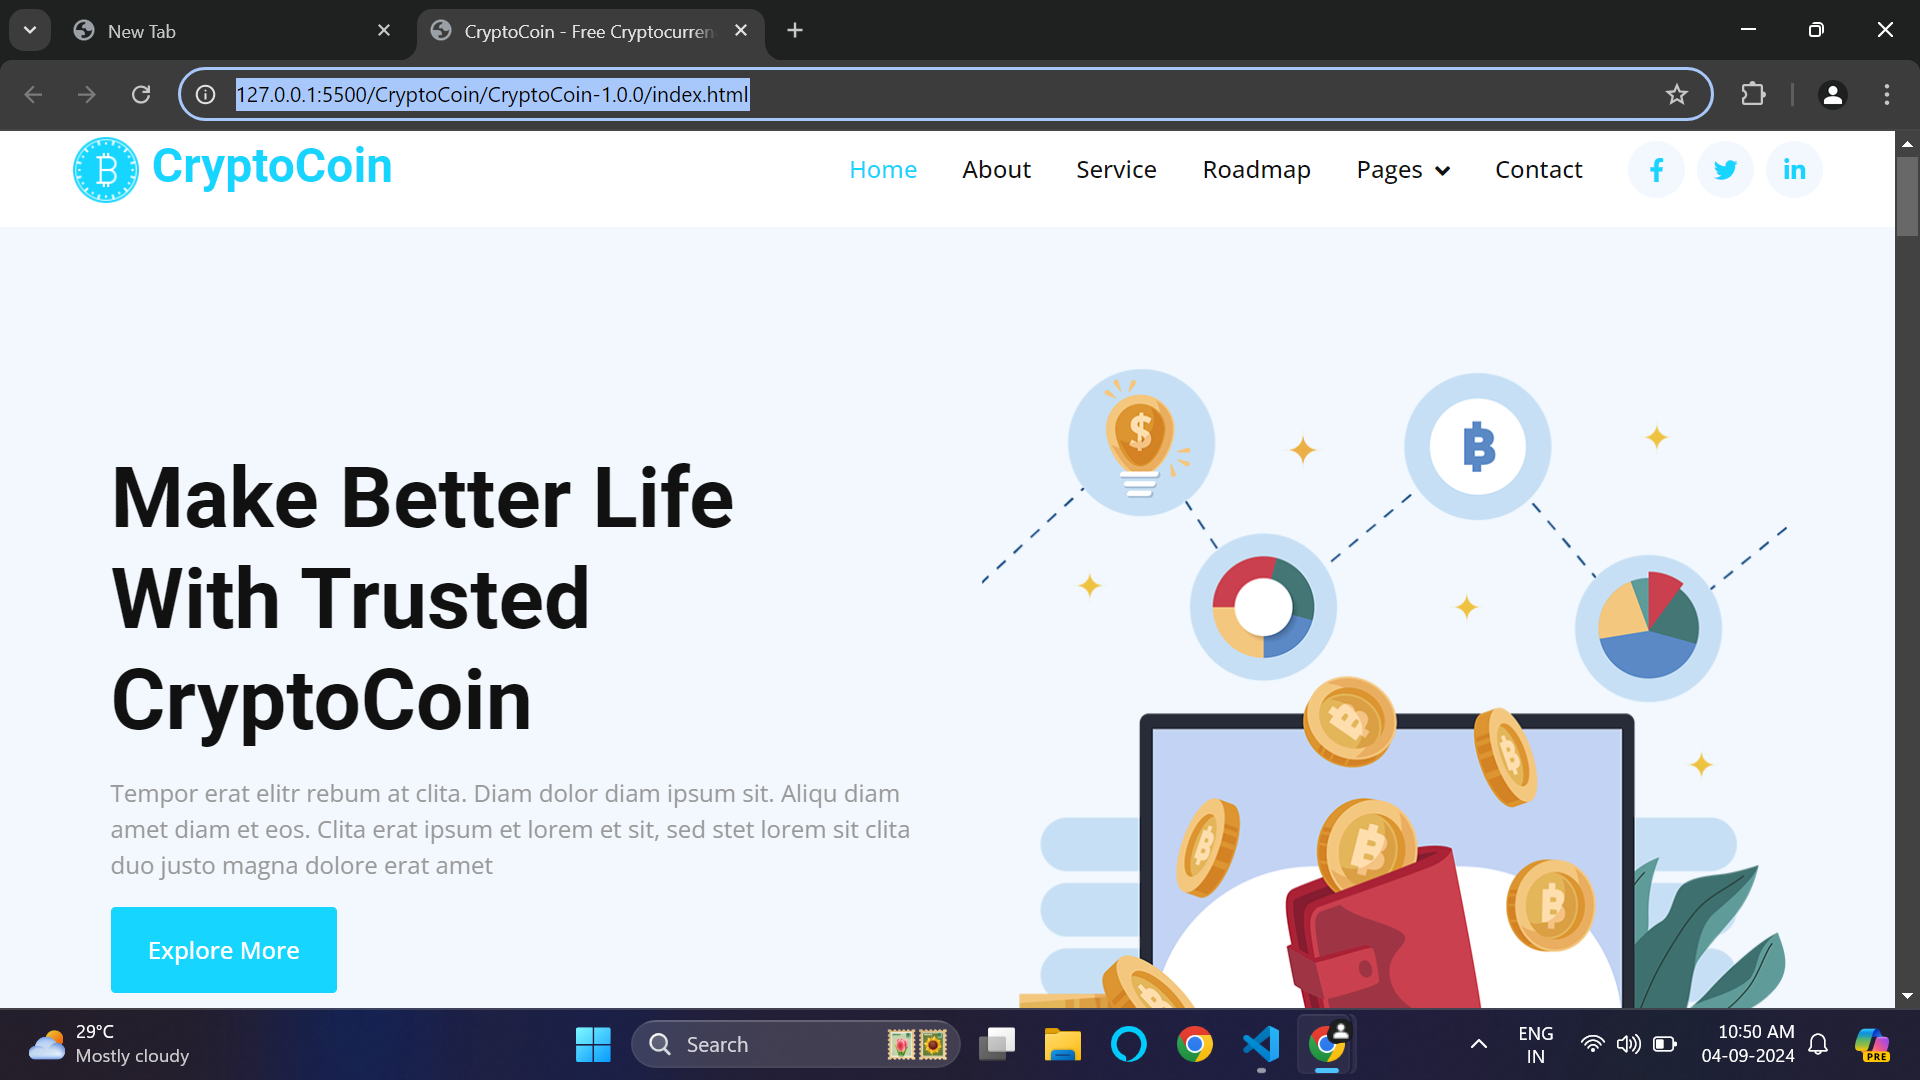 New Tab
CryptoCoin - Free Cryptocurren
127.0.0.1:5500/CryptoCoin/CryptoCoin-1.0.0/index.html
CryptoCoin
Home About Service Roadmap Pages Contact
Make Better Life
With Trusted
CryptoCoin
Tempor erat elitr rebum at clita. Diam dolor diam ipsum sit. Aliqu diam
amet diam et eos. Clita erat ipsum et lorem et sit, sed stet lorem sit clita
duo justo magna dolore erat amet
Explore More
29°C
Mostly cloudy
Search
ENG
IN
10:50 AM
04-09-2024
PRE